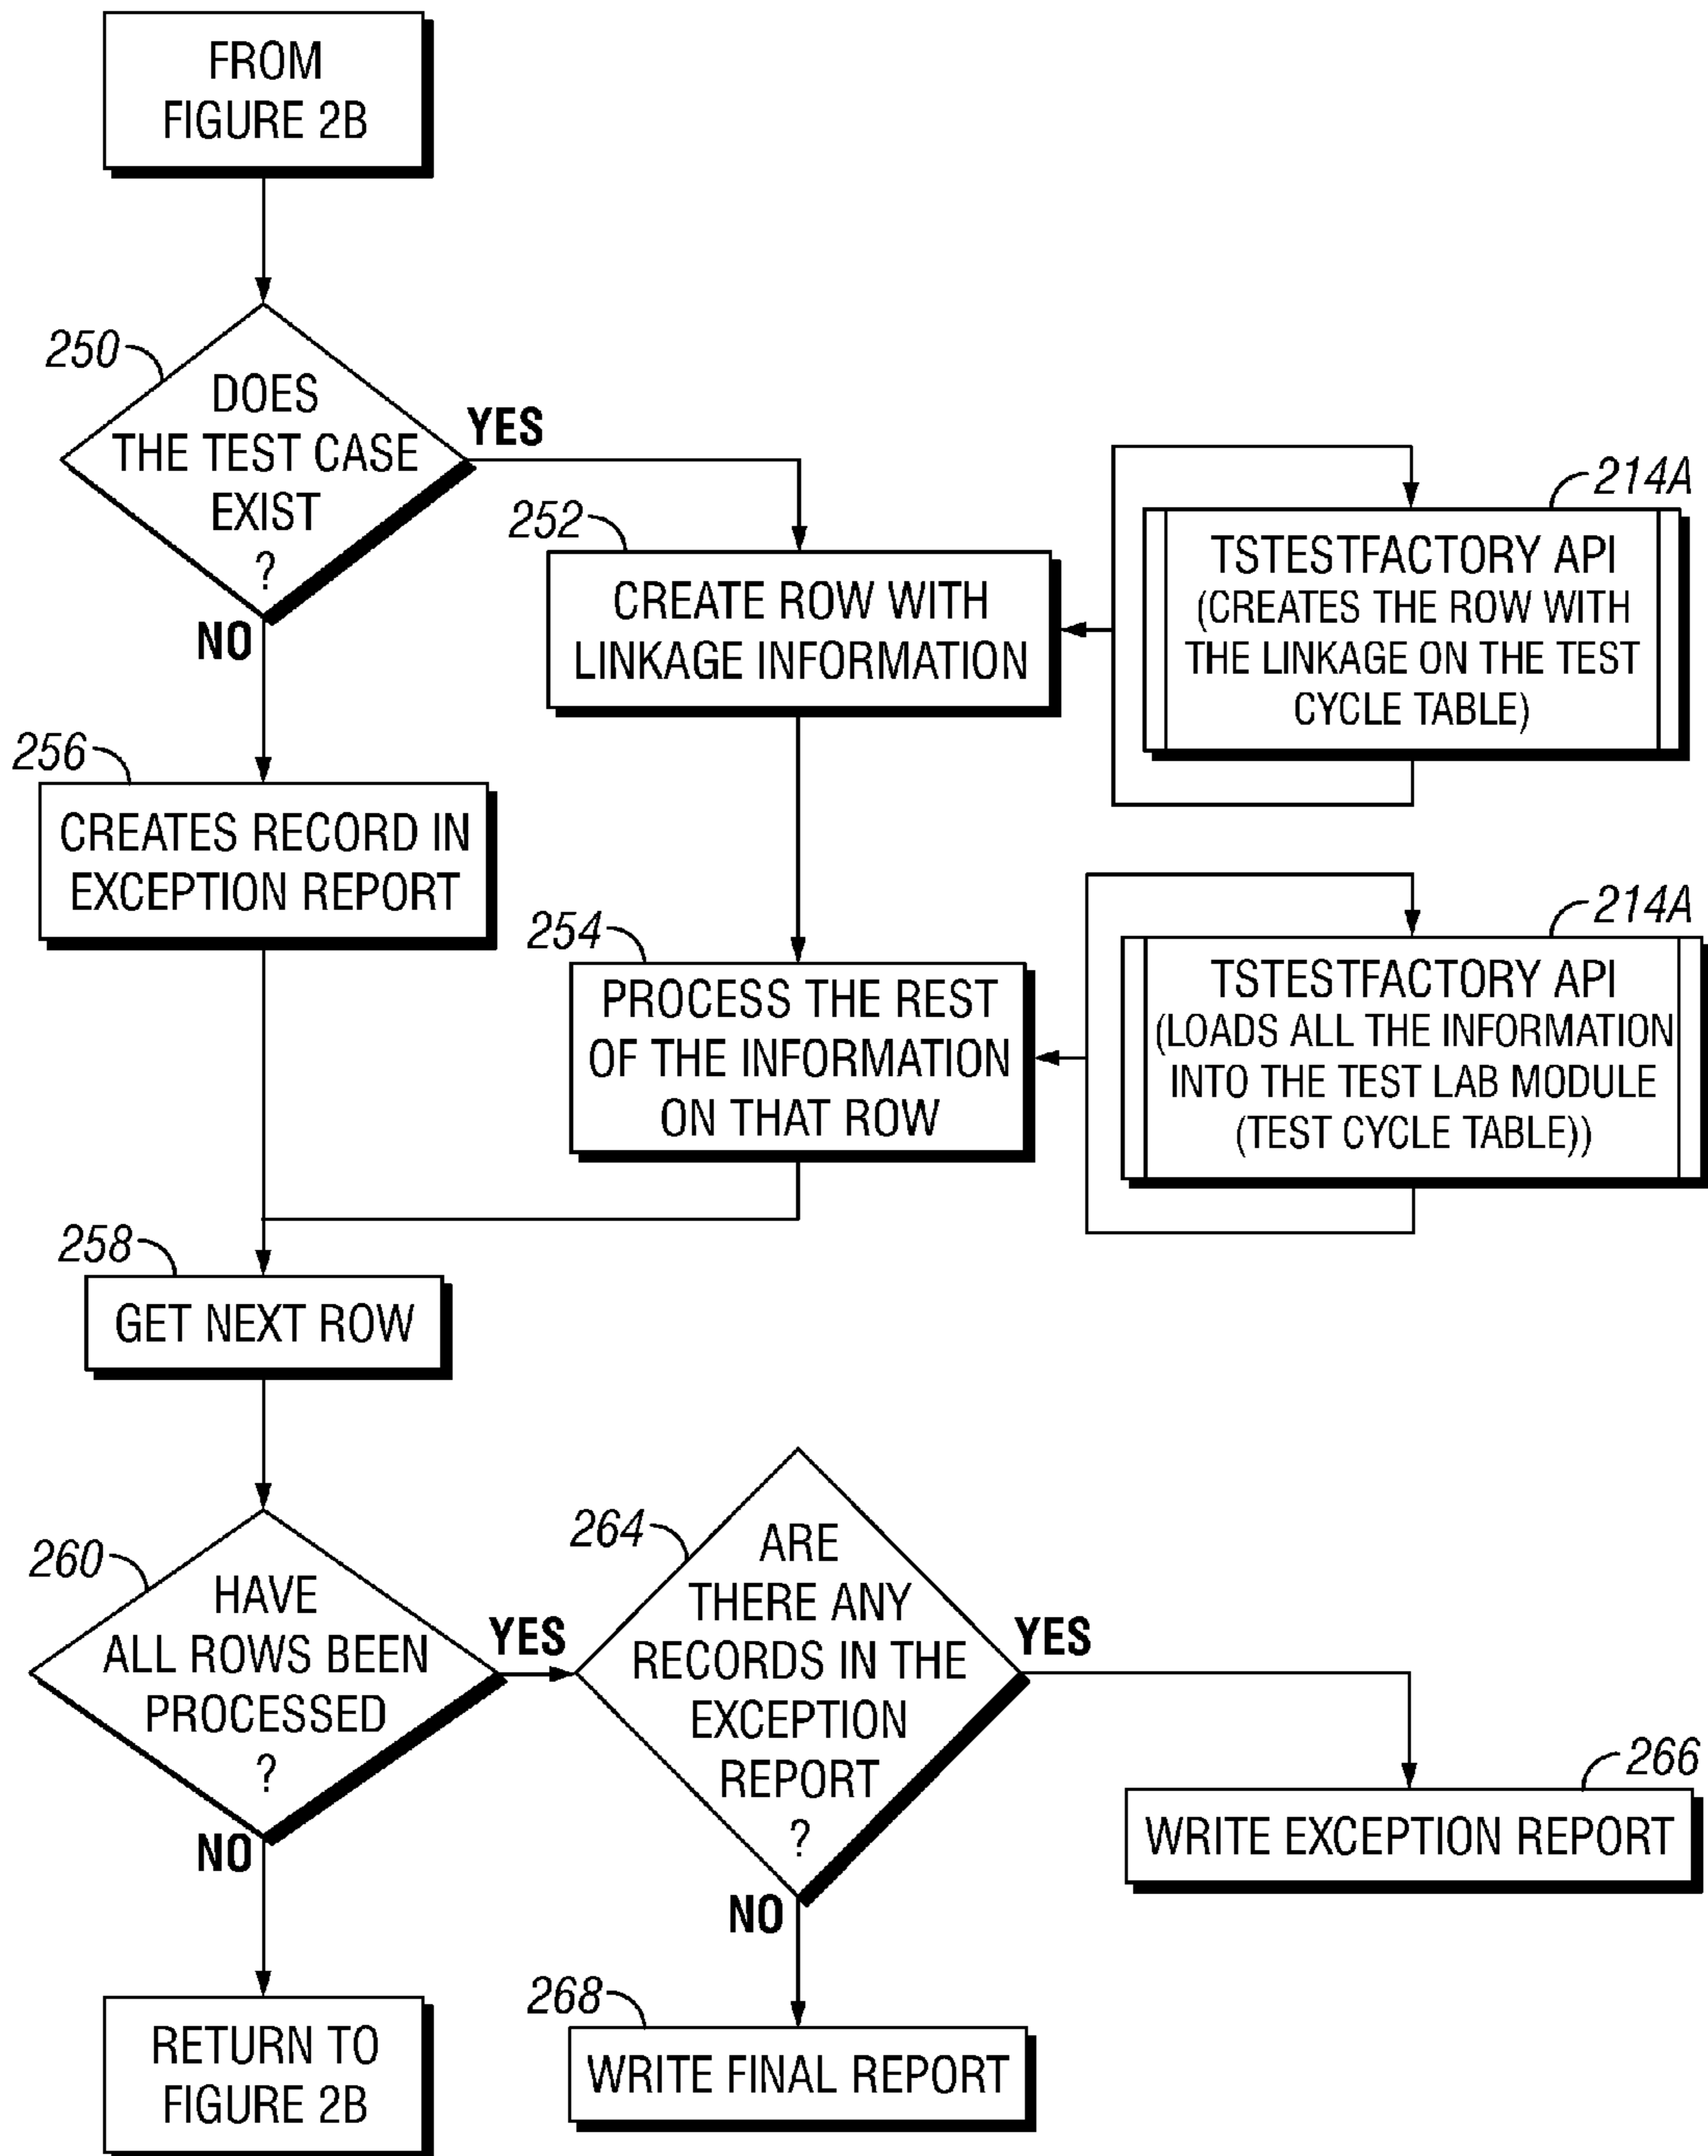 FROM
FIGURE 2B
250
DOES
THE TEST CASE
EXIST
?
YES
NO
252
CREATE ROW WITH
LINKAGE INFORMATION
214A
TSTESTFACTORY API
(CREATES THE ROW WITH
THE LINKAGE ON THE TEST
CYCLE TABLE)
256
CREATES RECORD IN
EXCEPTION REPORT
254
PROCESS THE REST
OF THE INFORMATION
ON THAT ROW
214A
TSTESTFACTORY API
(LOADS ALL THE INFORMATION
INTO THE TEST LAB MODULE
(TEST CYCLE TABLE))
258
GET NEXT ROW
260
HAVE
ALL ROWS BEEN
PROCESSED
?
YES
NO
264
ARE
THERE ANY
RECORDS IN THE
EXCEPTION
REPORT
?
YES
NO
266
WRITE EXCEPTION REPORT
RETURN TO
FIGURE 2B
268
WRITE FINAL REPORT